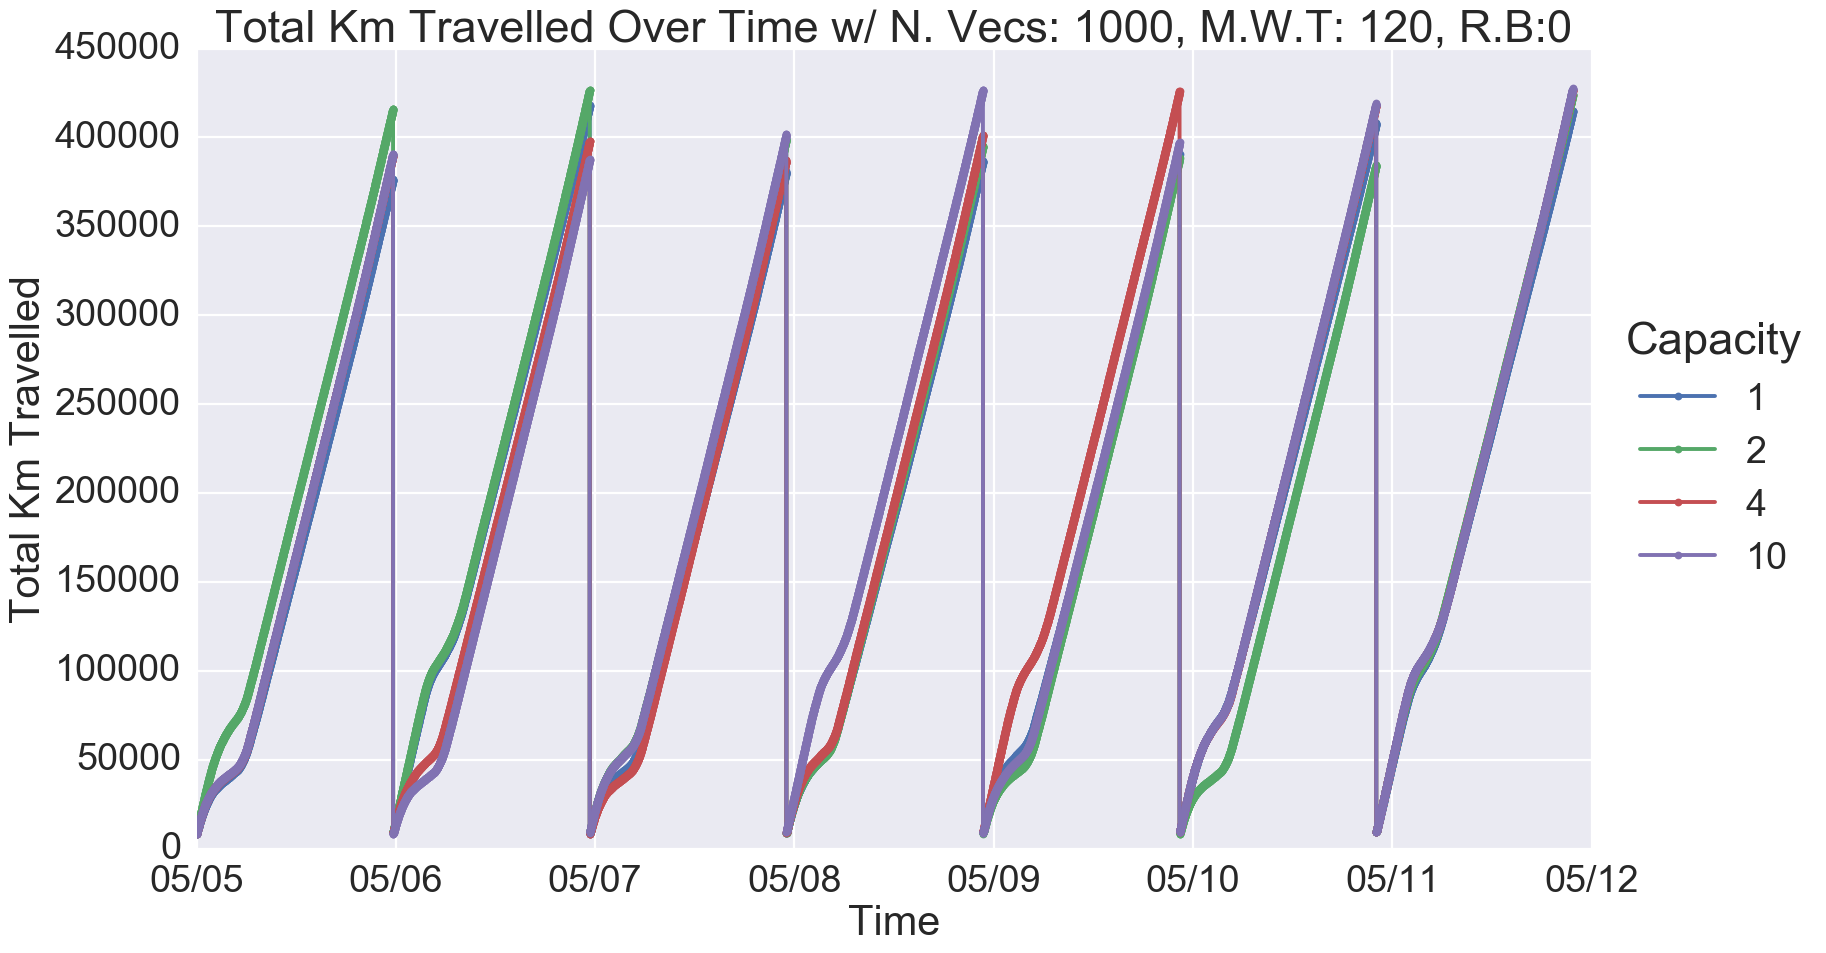 Total Km Travelled Over Time w/ N. Vecs: 1000, M.W.T: 120, R.B:0
450000
400000
350000
300000
250000
200000
150000
100000
50000
0
Total Km Travelled
05/05 05/06 05/07 05/08 05/09 05/10 05/11 05/12
Time
Capacity
1
2
4
10